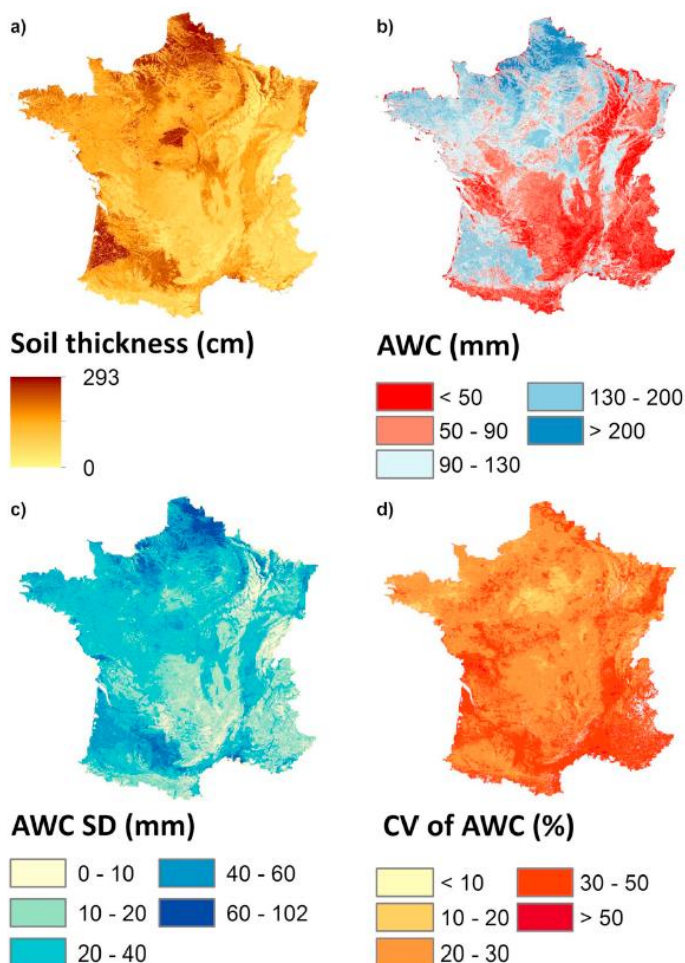 a)
b)
Soil thickness (cm)
293
0
AWC (mm)
< 50
130 - 200
50 - 90
> 200
90 - 130
c)
d)
AWC SD (mm)
0 - 10
40 - 60
10 - 20
60 - 102
20 - 40
CV of AWC (%)
< 10
30 - 50
10 - 20
> 50
20 - 30